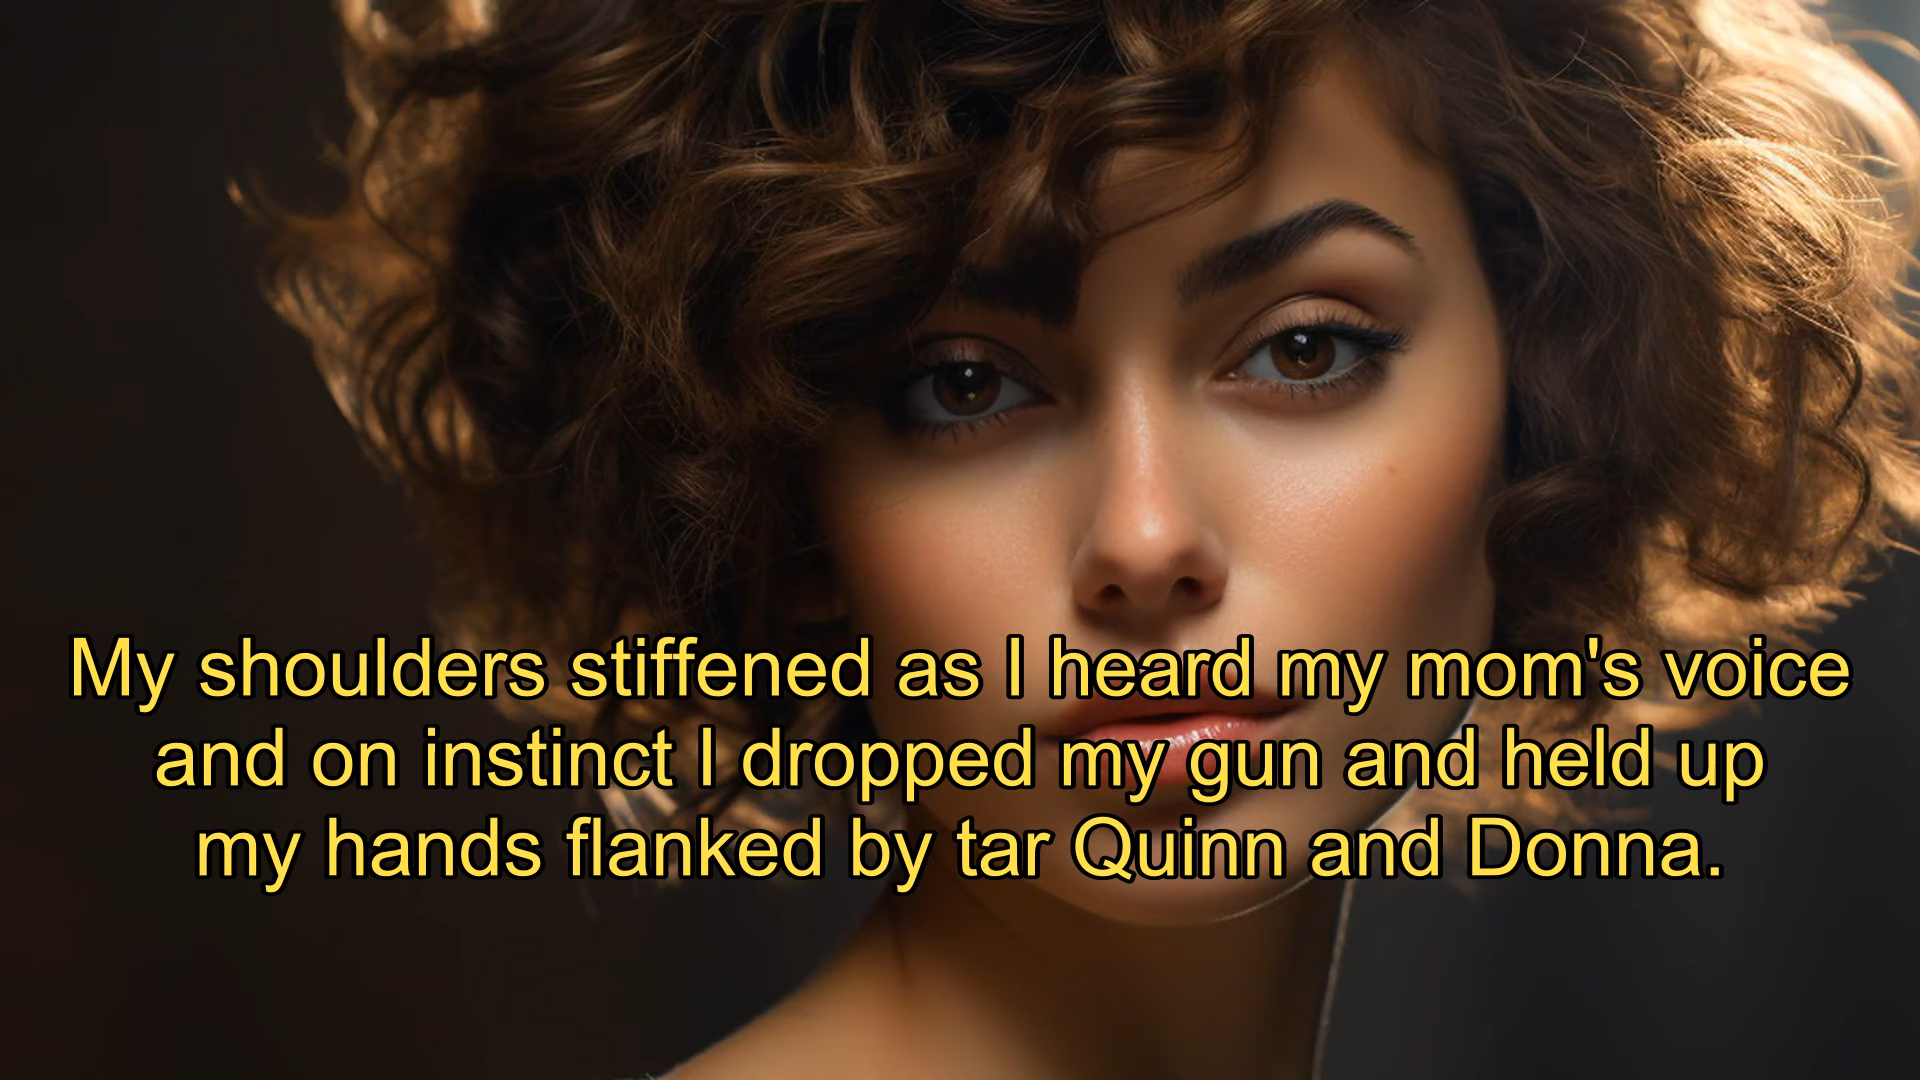 My shoulders stiffened as I heard my mom's voice
and on instinct I dropped my gun and held up
my hands flanked by tar Quinn and Donna.